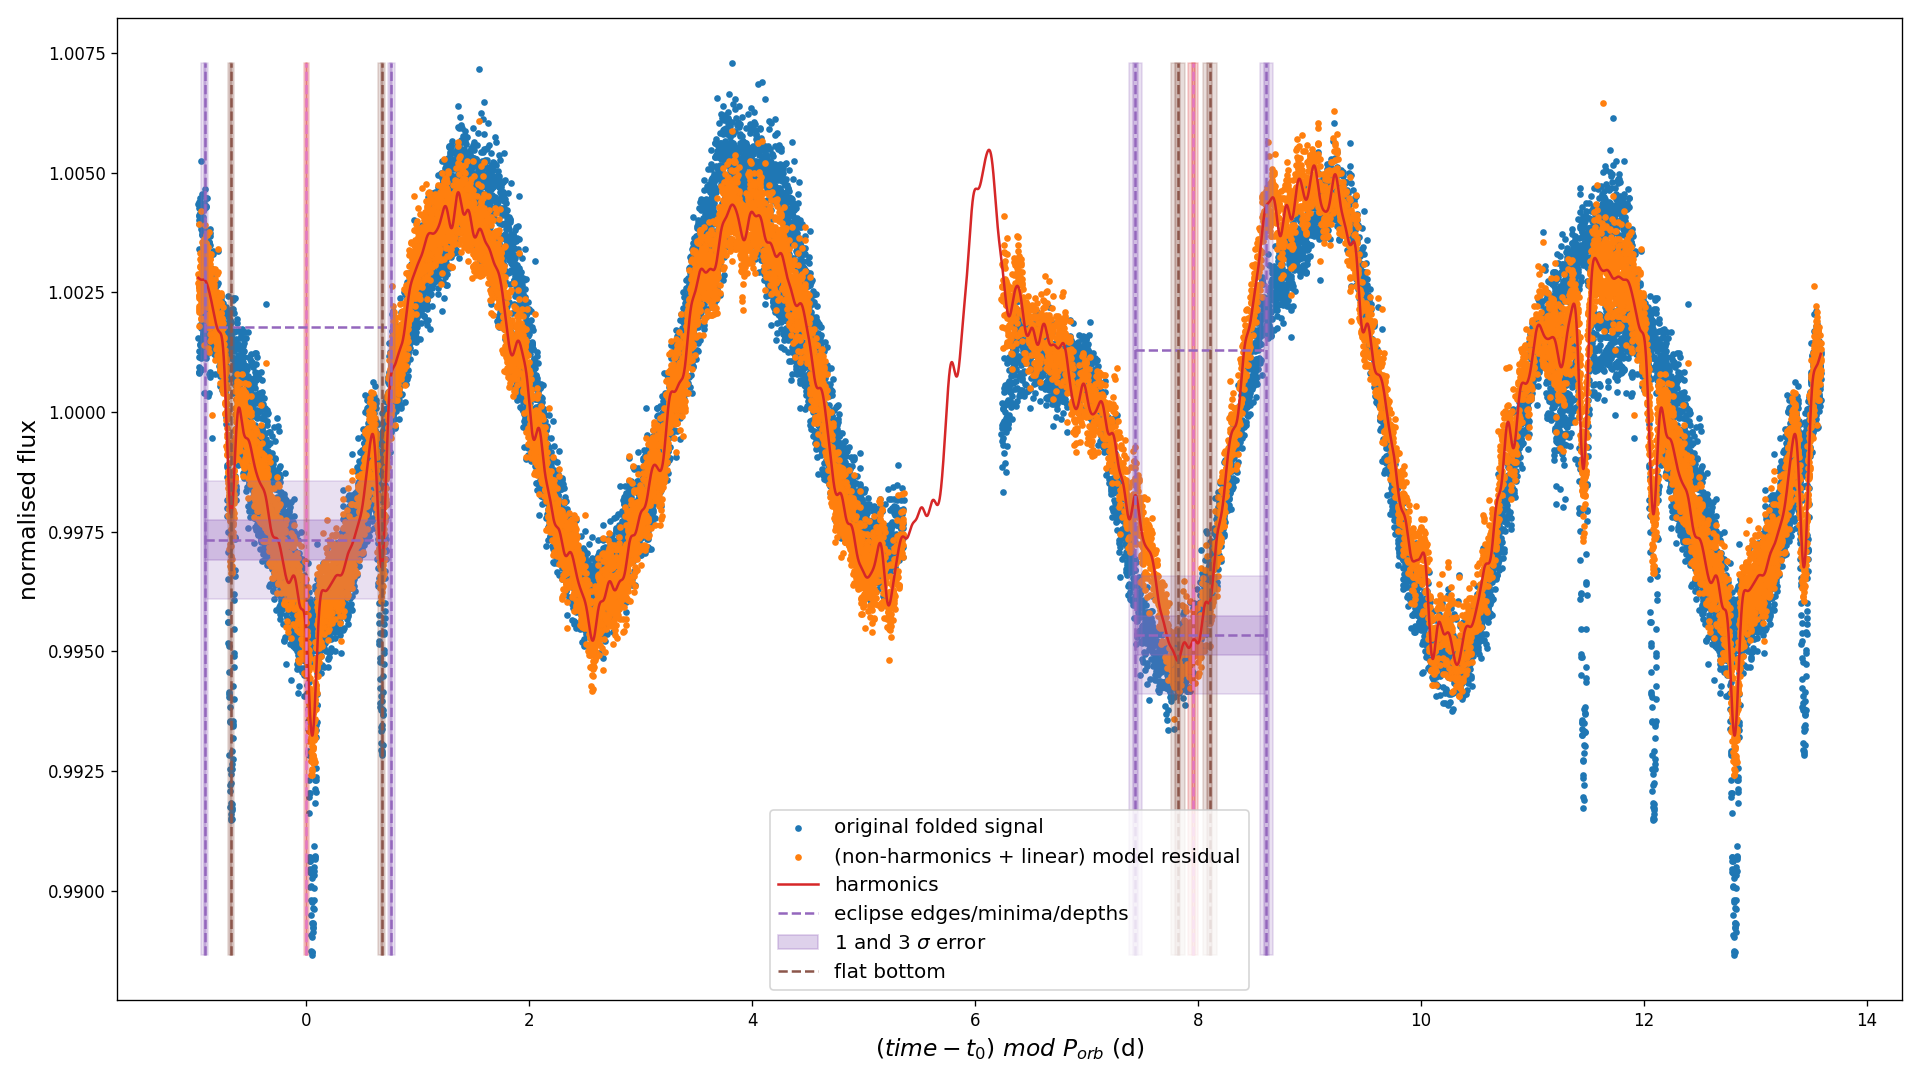 normalised flux
1.0075
1.0050
1.0025
1.0000
0.9975
0.9950
0.9925
0.9900
original folded signal
(non-harmonics + linear) model residual
harmonics
eclipse edges/minima/depths
1 and 3 σ error
flat bottom
0 2 4 6 8 10 12 14
(time − t₀) mod P_orb (d)